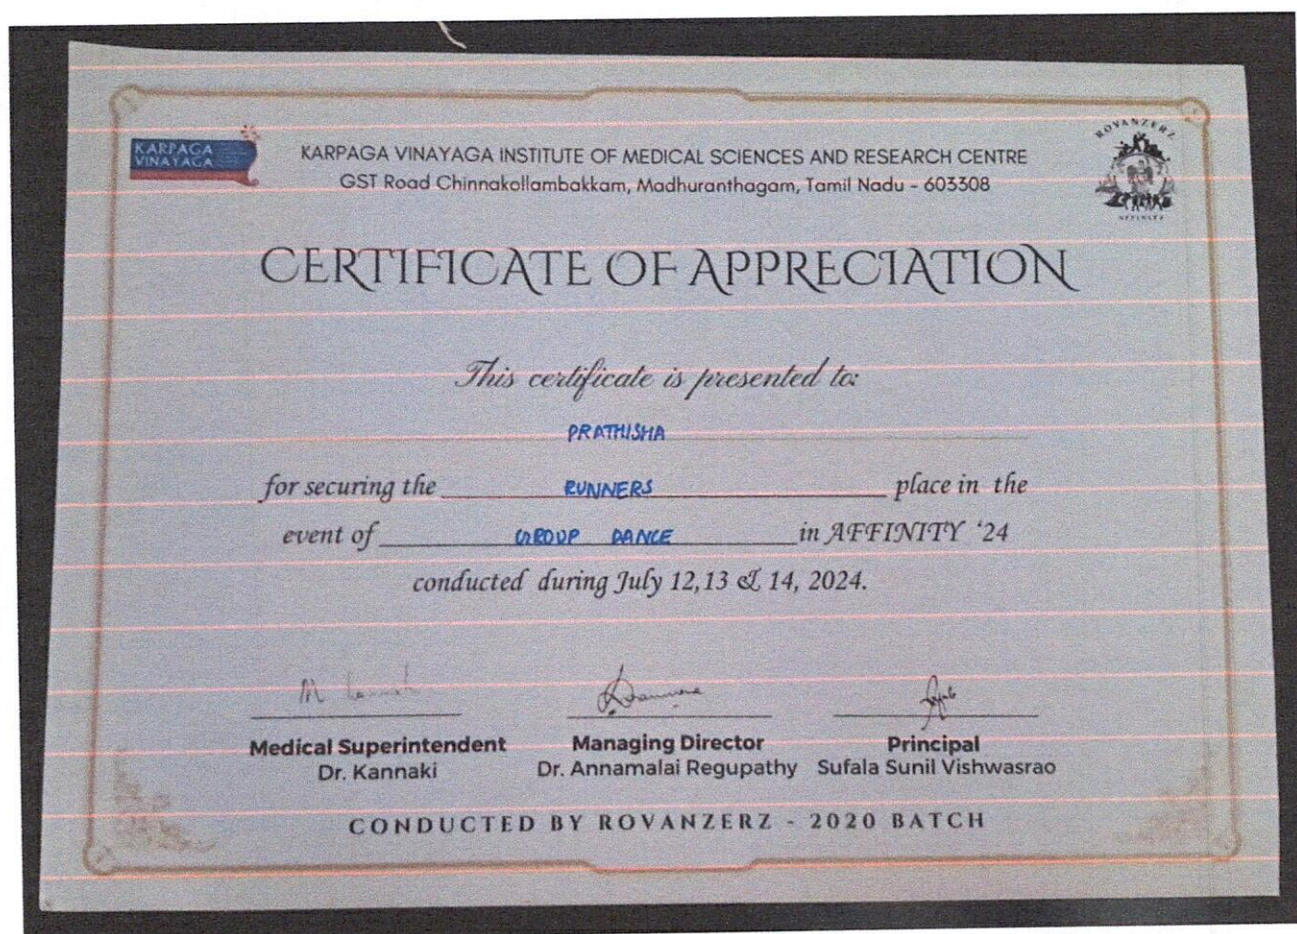 KARPAGA
VINAYAGA
KARPAGA VINAYAGA INSTITUTE OF MEDICAL SCIENCES AND RESEARCH CENTRE
GST Road Chinnakollambakkam, Madhuranthagam, Tamil Nadu - 603308
ROVANZERZ
AFFINITY
CERTIFICATE OF APPRECIATION
This certificate is presented to:
PRATHISHA
for securing the RUNNERS place in the
event of GROUP DANCE in AFFINITY '24
conducted during July 12,13 & 14, 2024.
Medical Superintendent Managing Director Principal
Dr. Kannaki Dr. Annamalai Regupathy Sufala Sunil Vishwasrao
CONDUCTED BY ROVANZERZ - 2020 BATCH